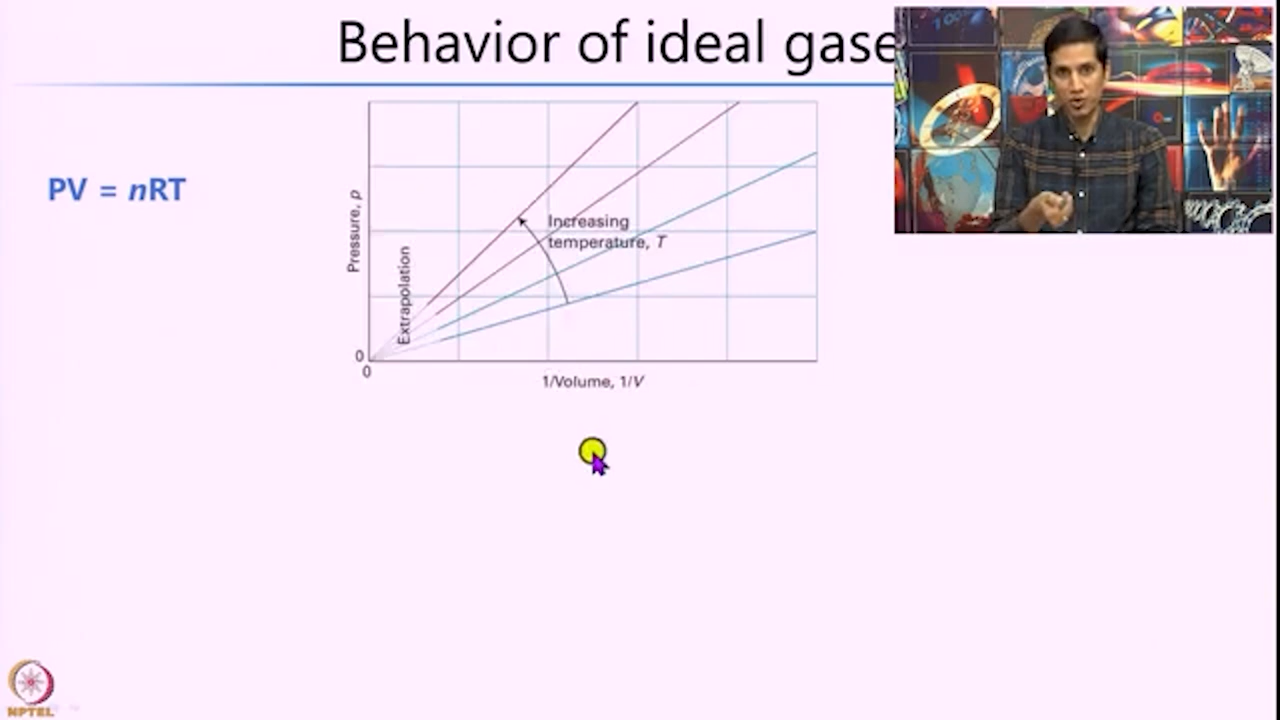 Behavior of ideal gase
PV = nRT
Pressure, p
Extrapolation
Increasing
temperature, T
0
0
1/Volume, 1/V
NPTEL